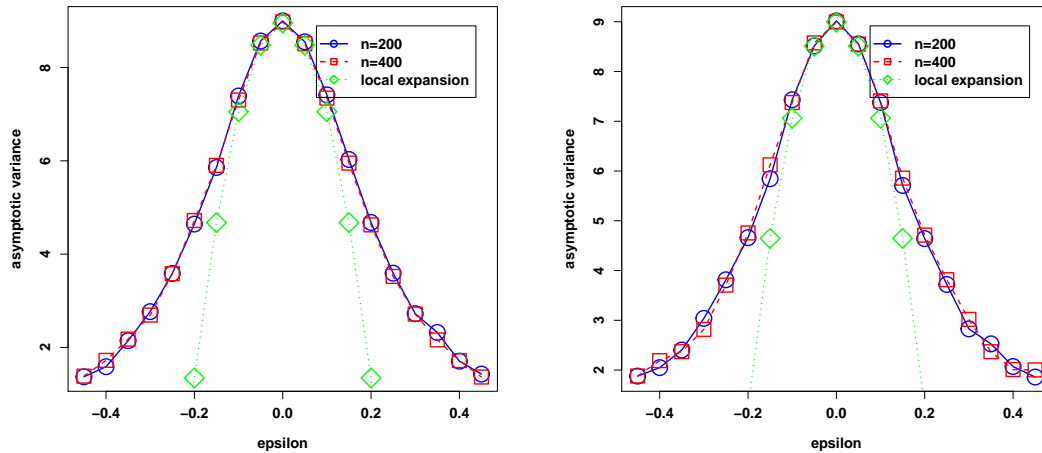 asymptotic variance
8
6
4
2
n=200
n=400
local expansion
−0.4 −0.2 0.0 0.2 0.4
epsilon
asymptotic variance
9
8
7
6
5
4
3
2
n=200
n=400
local expansion
−0.4 −0.2 0.0 0.2 0.4
epsilon